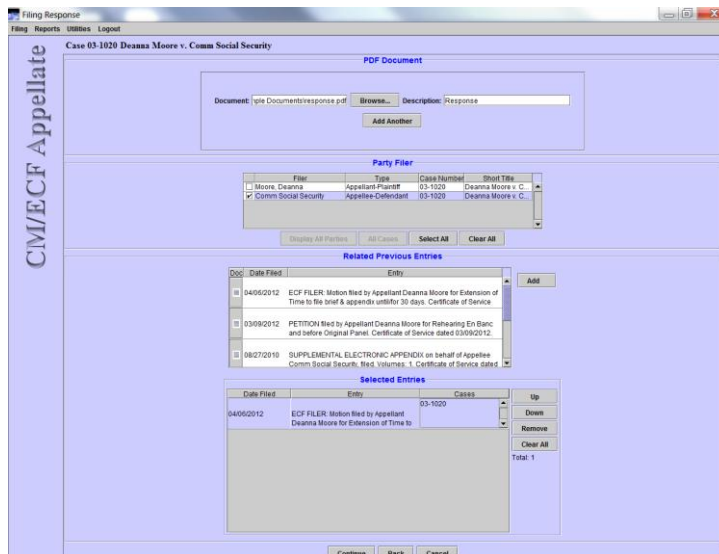 Filing Response
Filing Reports Utilities Logout
CM/ECF Appellate
Case 03-1020 Deanna Moore v. Comm Social Security
PDF Document
Document: ple Documents\response.pdf Browse... Description: Response
Add Another
Party Filer
Filer Type Case Number Short Title
Moore, Deanna Appellant-Plaintiff 03-1020 Deanna Moore v. C...
Comm Social Security Appellee-Defendant 03-1020 Deanna Moore v. C...
Display All Parties All Cases Select All Clear All
Related Previous Entries
Doc Date Filed Entry
Add
04/06/2012 ECF FILER: Motion filed by Appellant Deanna Moore for Extension of
Time to file brief & appendix until/for 30 days. Certificate of Service
03/09/2012 PETITION filed by Appellant Deanna Moore for Rehearing En Banc
and before Original Panel. Certificate of Service dated 03/09/2012.
08/27/2010 SUPPLEMENTAL ELECTRONIC APPENDIX on behalf of Appellee
Comm Social Security, filed. Volumes: 1. Certificate of Service dated
Selected Entries
Date Filed Entry Cases
04/06/2012 ECF FILER: Motion filed by Appellant
Deanna Moore for Extension of Time to
03-1020
Up
Down
Remove
Clear All
Total: 1
Continue Back Cancel